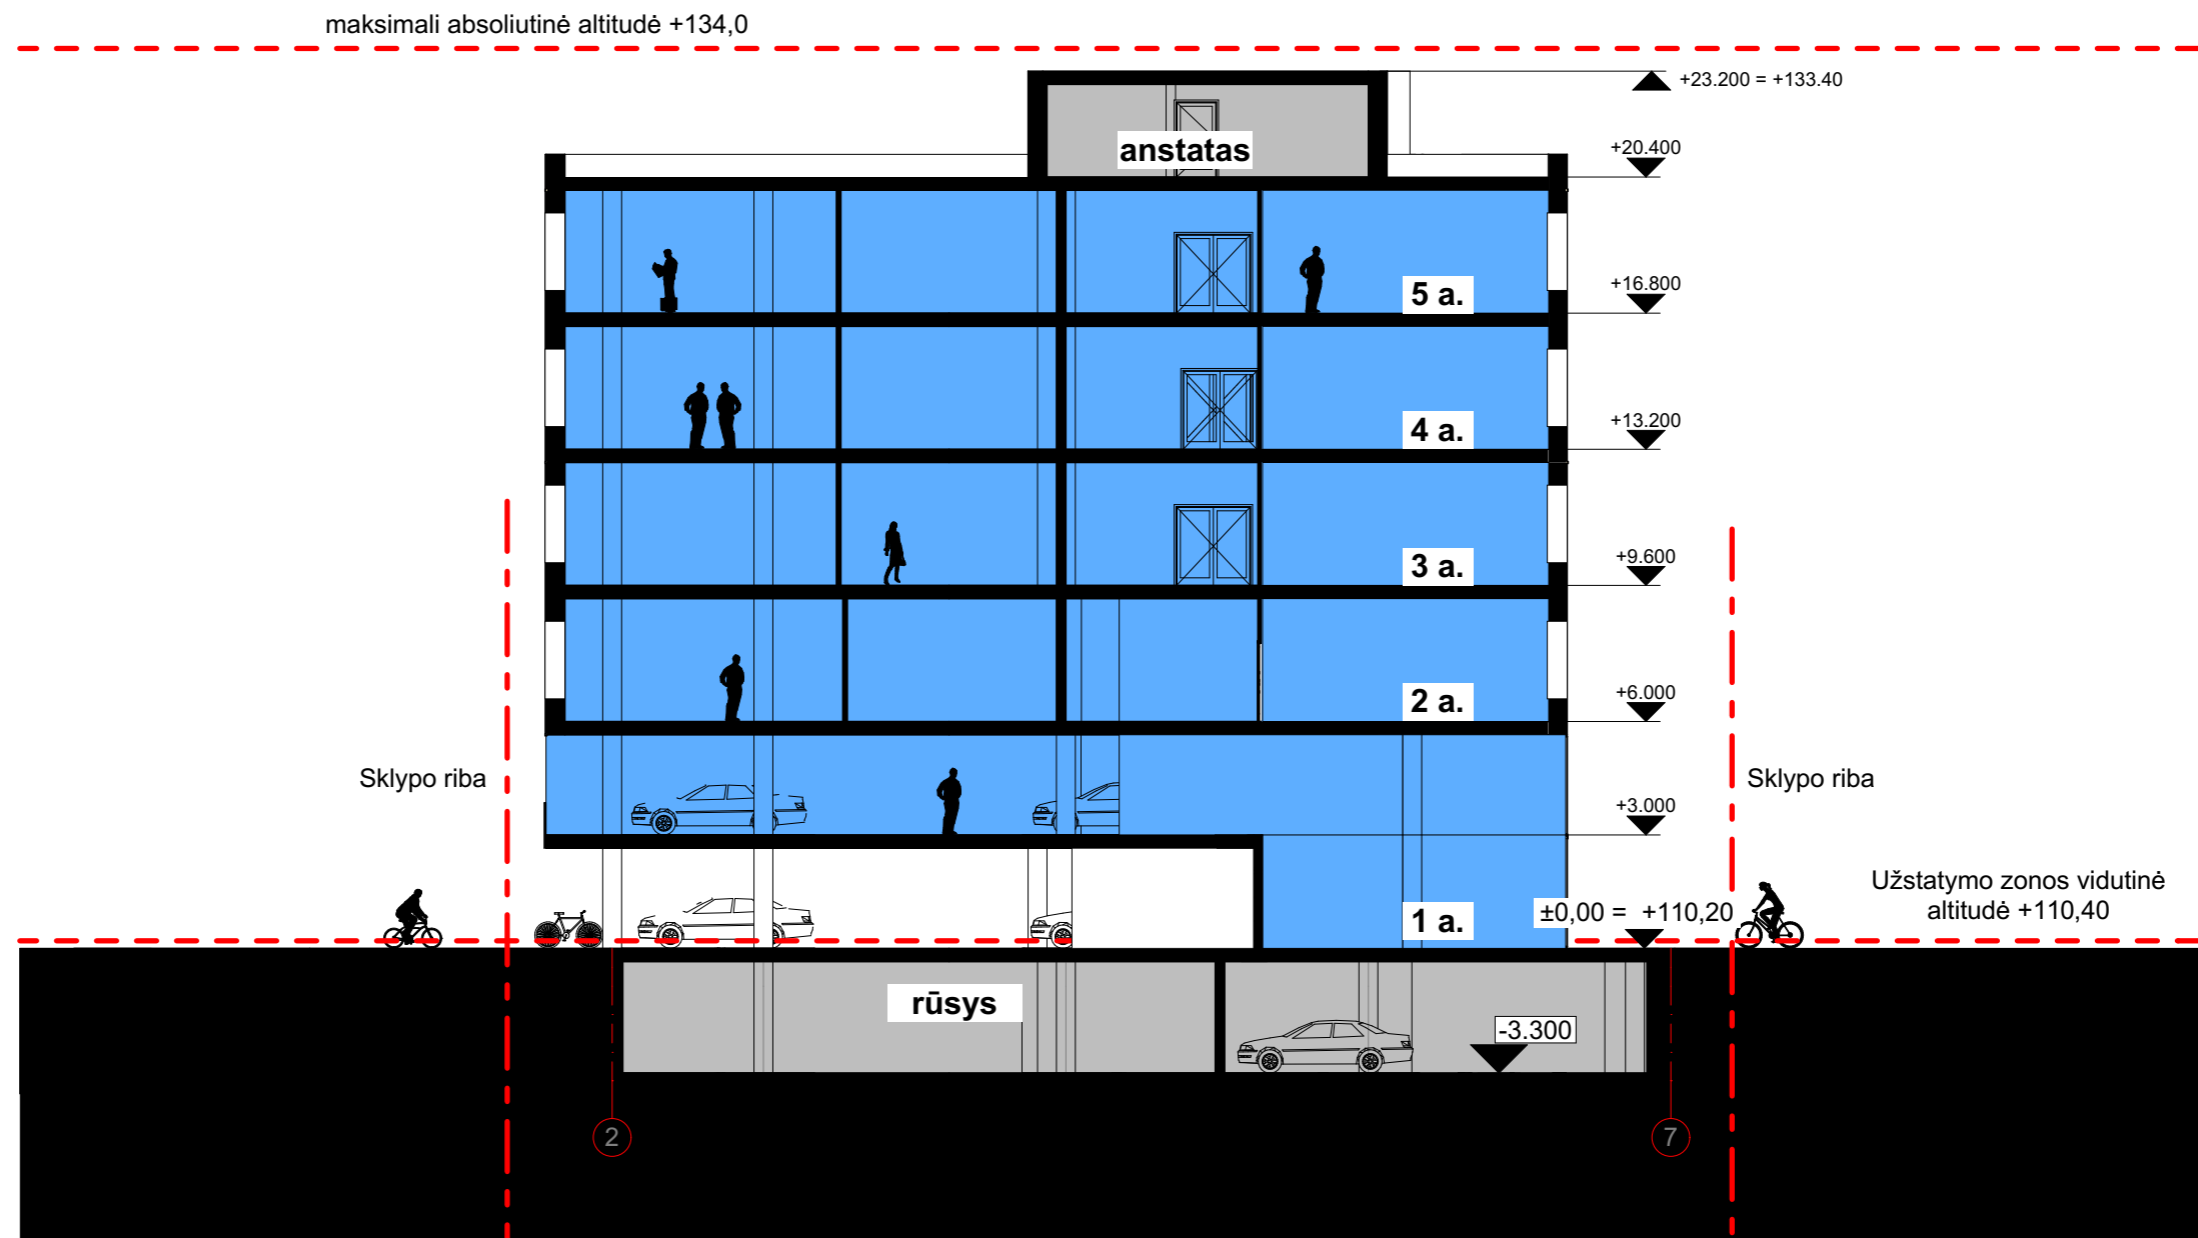 maksimali absoliutinė altitudė +134,0
+23.200 = +133.40
anstatas
+20.400
5 a.
+16.800
4 a.
+13.200
3 a.
+9.600
2 a.
+6.000
Sklypo riba
Sklypo riba
+3.000
Užstatymo zonos vidutinė
altitudė +110,40
1 a.
±0,00 = +110,20
rūsys
-3.300
2
7